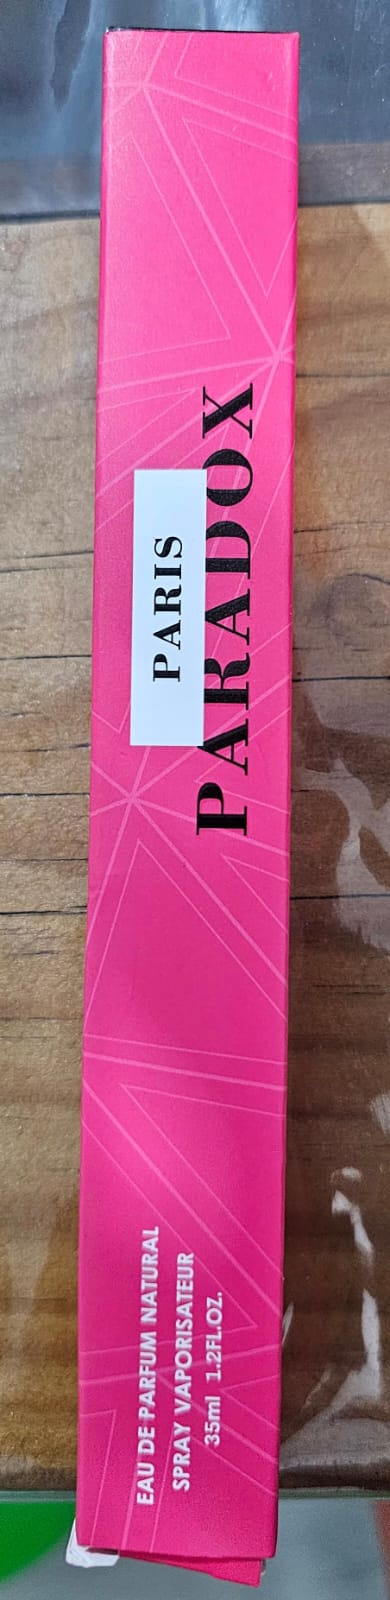 PARIS
PARADOX
EAU DE PARFUM NATURAL
SPRAY VAPORISATEUR
35ml 1.2FL.OZ.